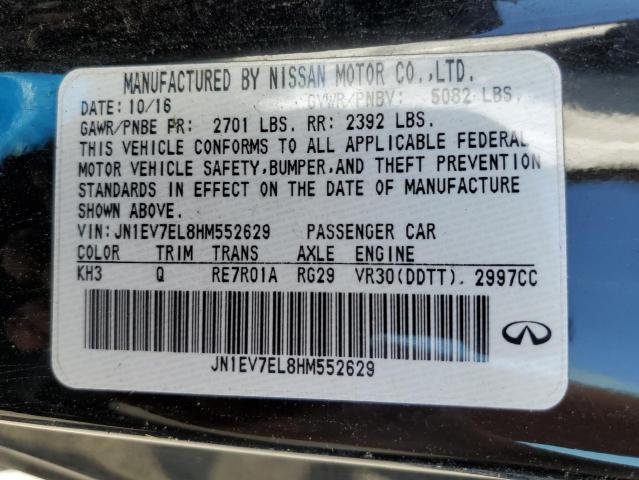 MANUFACTURED BY NISSAN MOTOR CO.,LTD.
DATE: 10/16 GVWR/PNBV: 5082 LBS.
GAWR/PNBE FR: 2701 LBS. RR: 2392 LBS.
THIS VEHICLE CONFORMS TO ALL APPLICABLE FEDERAL
MOTOR VEHICLE SAFETY,BUMPER,AND THEFT PREVENTION
STANDARDS IN EFFECT ON THE DATE OF MANUFACTURE
SHOWN ABOVE.
VIN:JN1EV7EL8HM552629 PASSENGER CAR
COLOR TRIM TRANS AXLE ENGINE
KH3 Q RE7R01A RG29 VR30(DDTT). 2997CC
JN1EV7EL8HM552629